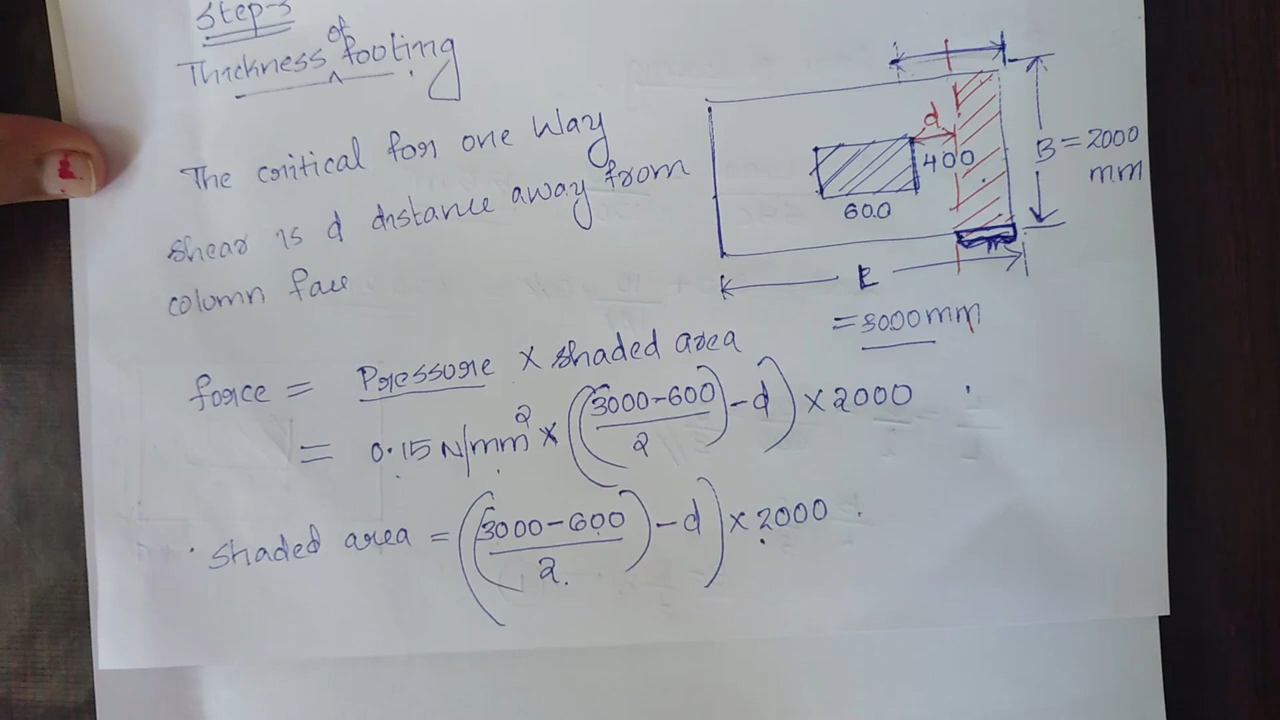 Step-3
Thickness of footing
The critical for one way
shear is d distance away from
column face
d
400
600
B = 2000
mm
L
= 3000mm
force = Pressure × shaded area
= 0.15 N/mm² × ((3000-600)/2 - d) × 2000
shaded area = ((3000-600)/2 - d) × 2000